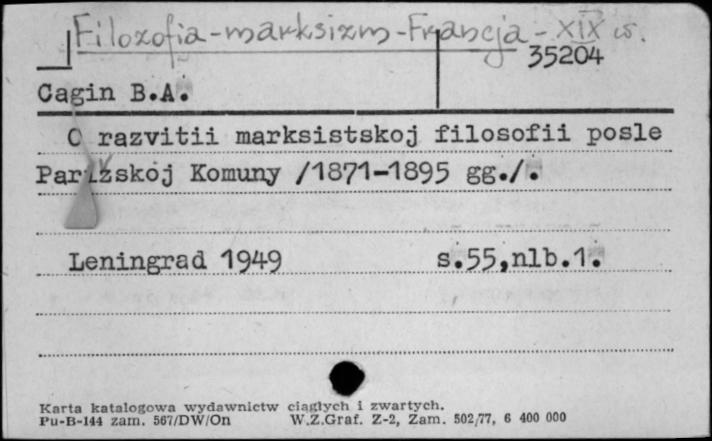 Filozofia-marksizm-Francja-XIX w.
35204
Cagin B.A.
O razvitii marksistskoj filosofii posle
Parižskoj Komuny /1871-1895 gg./.
Leningrad 1949 s.55,nlb.1.
Karta katalogowa wydawnictw ciągłych i zwartych.
Pu-B-144 zam. 567/DW/On W.Z.Graf. Z-2, Zam. 502/77, 6 400 000